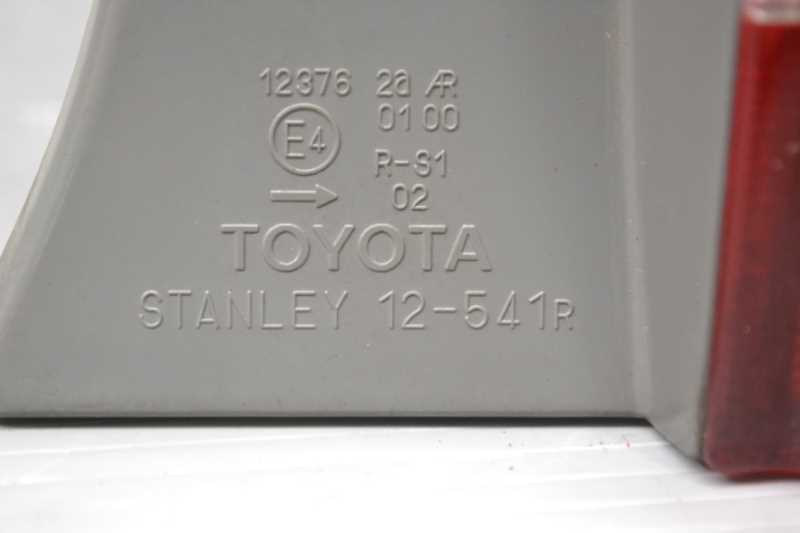 12376 2a AR
E4 01 00
R-S1
→ 02
TOYOTA
STANLEY 12-541R